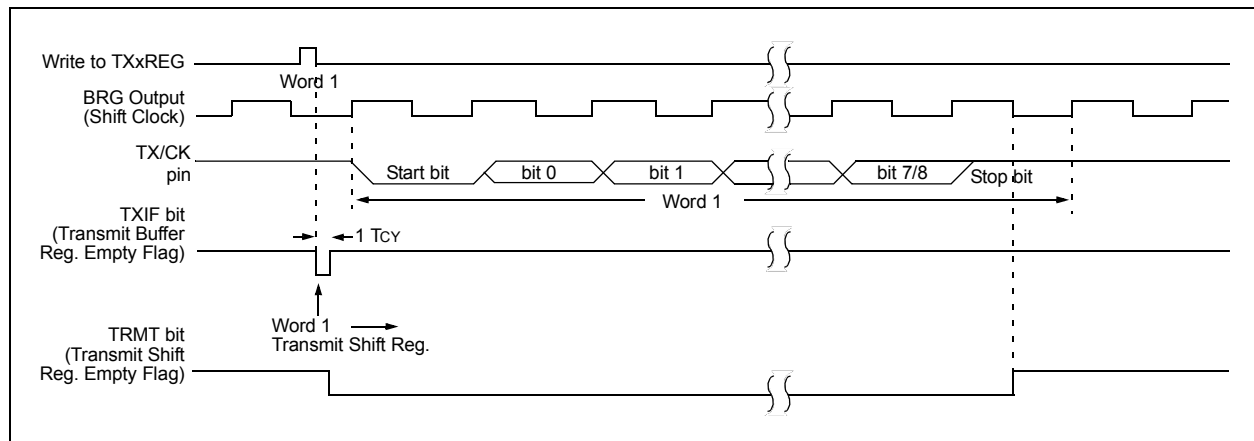 Write to TXxREG
Word 1
BRG Output
(Shift Clock)
TX/CK
pin
Start bit
bit 0
bit 1
bit 7/8
Stop bit
Word 1
TXIF bit
(Transmit Buffer
Reg. Empty Flag)
1 TCY
Word 1
Transmit Shift Reg.
TRMT bit
(Transmit Shift
Reg. Empty Flag)